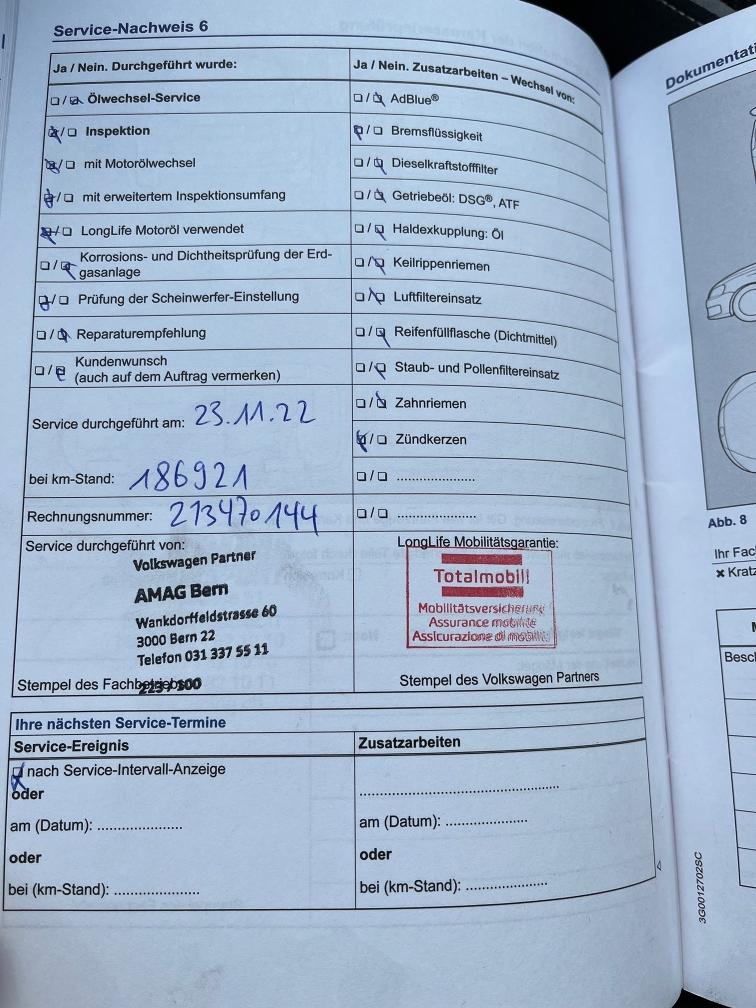 Service-Nachweis 6
Ja / Nein. Durchgeführt wurde:
☐ / ☒ Ölwechsel-Service
☒ / ☐ Inspektion
☒ / ☐ mit Motorölwechsel
☒ / ☐ mit erweitertem Inspektionsumfang
☒ / ☐ LongLife Motoröl verwendet
☐ / ☒ Korrosions- und Dichtheitsprüfung der Erd-
gasanlage
☒ / ☐ Prüfung der Scheinwerfer-Einstellung
☐ / ☒ Reparaturempfehlung
☐ / ☒ Kundenwunsch
(auch auf dem Auftrag vermerken)
Service durchgeführt am: 23.11.22
bei km-Stand: 186921
Rechnungsnummer: 213470144
Service durchgeführt von:
Volkswagen Partner
AMAG Bern
Wankdorffeldstrasse 60
3000 Bern 22
Telefon 031 337 55 11
Stempel des Fachbetriebs
Ja / Nein. Zusatzarbeiten – Wechsel von:
☐ / ☒ AdBlue®
☒ / ☐ Bremsflüssigkeit
☐ / ☒ Dieselkraftstofffilter
☐ / ☒ Getriebeöl: DSG®, ATF
☐ / ☒ Haldexkupplung: Öl
☐ / ☒ Keilrippenriemen
☐ / ☒ Luftfiltereinsatz
☐ / ☒ Reifenfüllflasche (Dichtmittel)
☐ / ☒ Staub- und Pollenfiltereinsatz
☐ / ☒ Zahnriemen
☒ / ☐ Zündkerzen
☐ / ☐ ......................
☐ / ☐ ......................
LongLife Mobilitätsgarantie:
Totalmobil!
Mobilitätsversicherung
Assurance mobilité
Assicurazione di mobilità
Stempel des Volkswagen Partners
Ihre nächsten Service-Termine
Service-Ereignis
☒ nach Service-Intervall-Anzeige
oder
am (Datum): ......................
oder
bei (km-Stand): ......................
Zusatzarbeiten
......................................................
am (Datum): ......................
oder
bei (km-Stand): ......................
3G0012702SC
Abb. 8